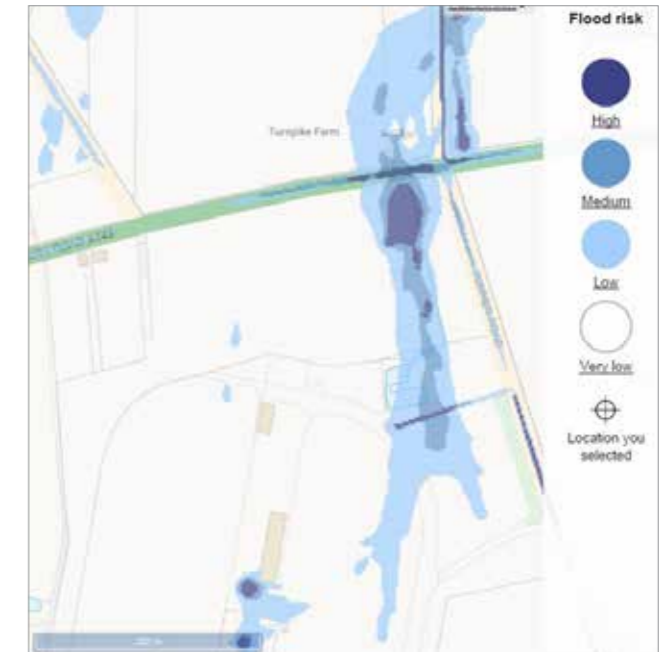 Flood risk
High
Medium
Low
Very low
Location you
selected
Turnpike Farm